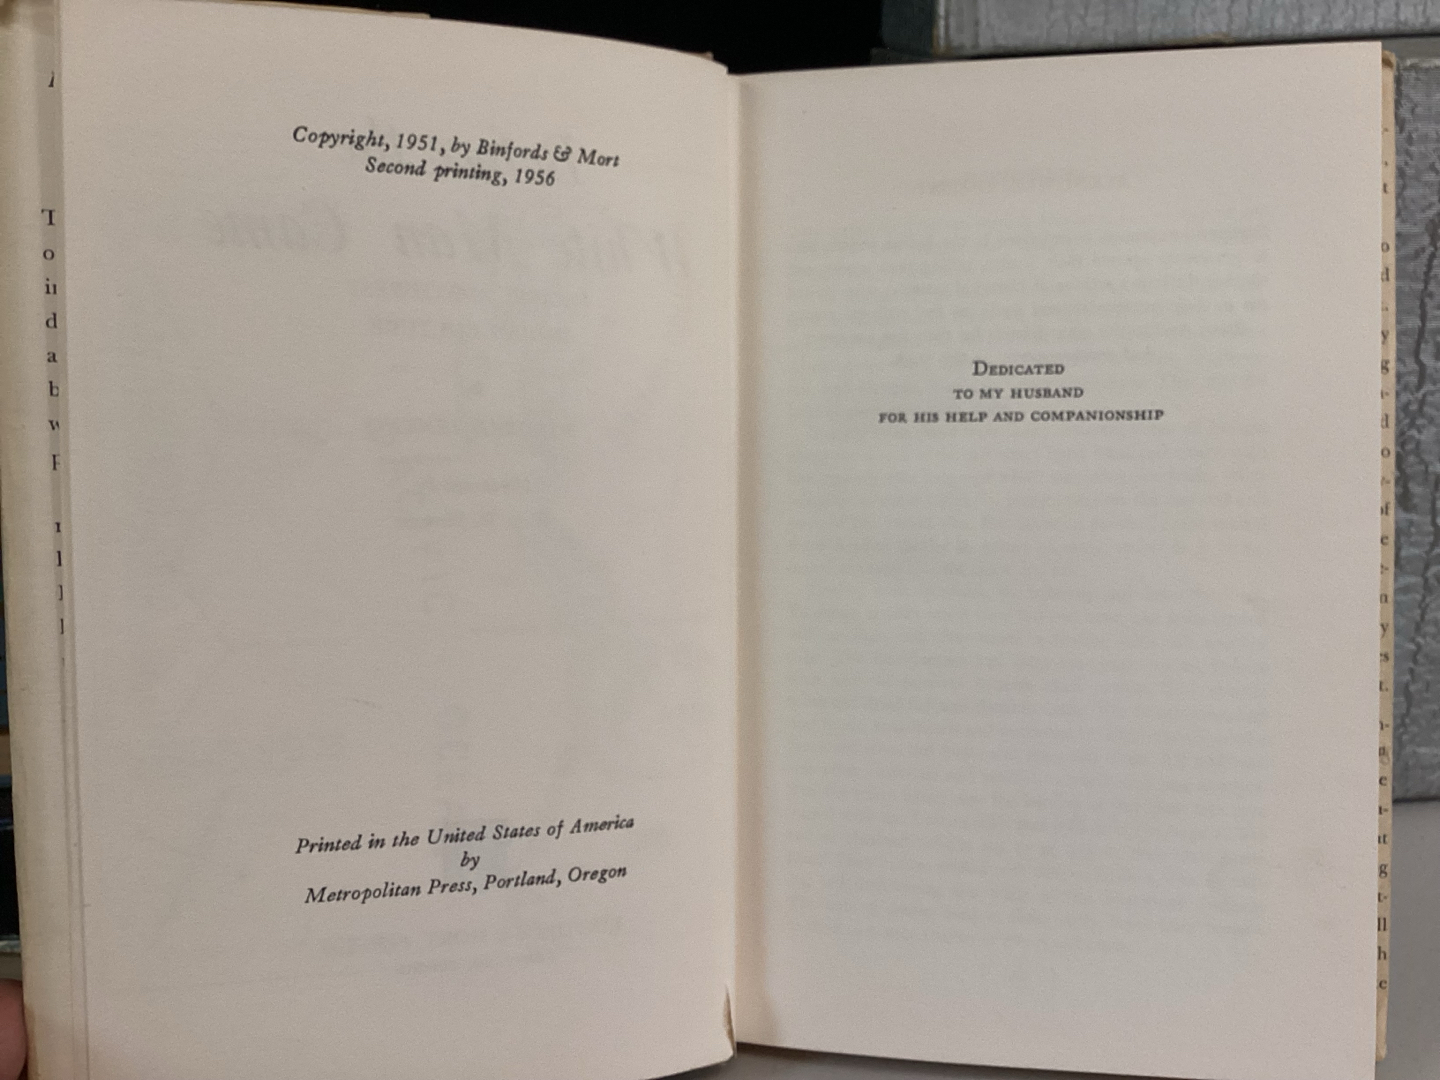 Copyright, 1951, by Binfords & Mort
Second printing, 1956
Printed in the United States of America
by
Metropolitan Press, Portland, Oregon
DEDICATED
TO MY HUSBAND
FOR HIS HELP AND COMPANIONSHIP